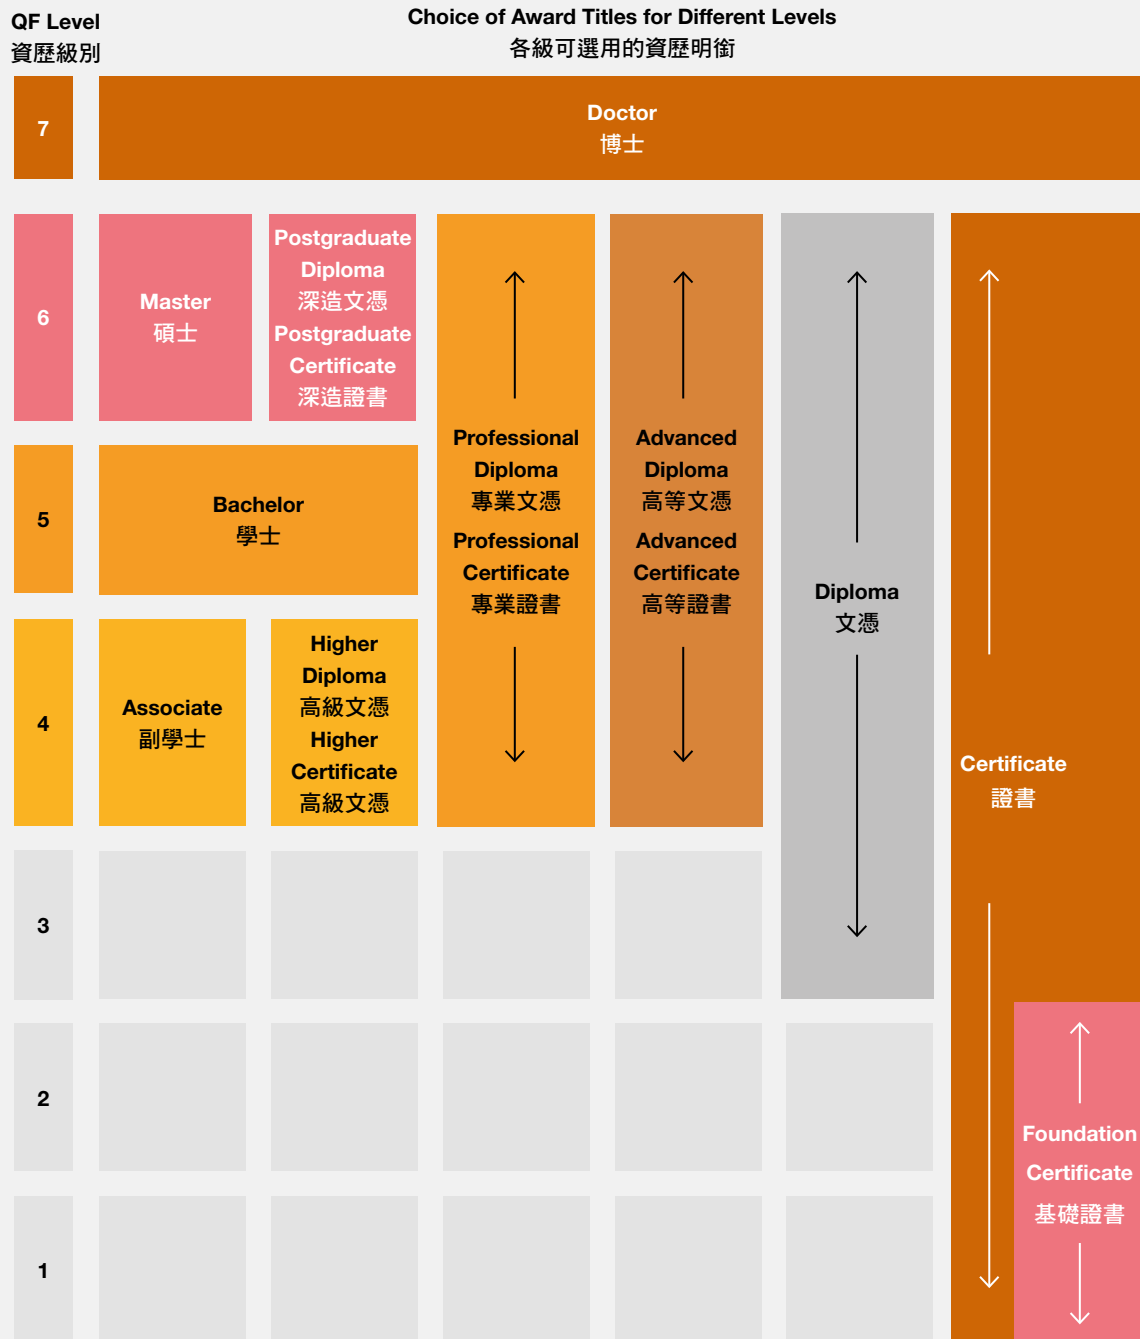 QF Level
資歷級別
Choice of Award Titles for Different Levels
各級可選用的資歷明銜
7
Doctor
博士
6
Master
碩士
Postgraduate
Diploma
深造文憑
Postgraduate
Certificate
深造證書
Professional
Diploma
專業文憑
Professional
Certificate
專業證書
Advanced
Diploma
高等文憑
Advanced
Certificate
高等證書
Diploma
文憑
Certificate
證書
5
Bachelor
學士
4
Associate
副學士
Higher
Diploma
高級文憑
Higher
Certificate
高級文憑
3
2
Foundation
Certificate
基礎證書
1